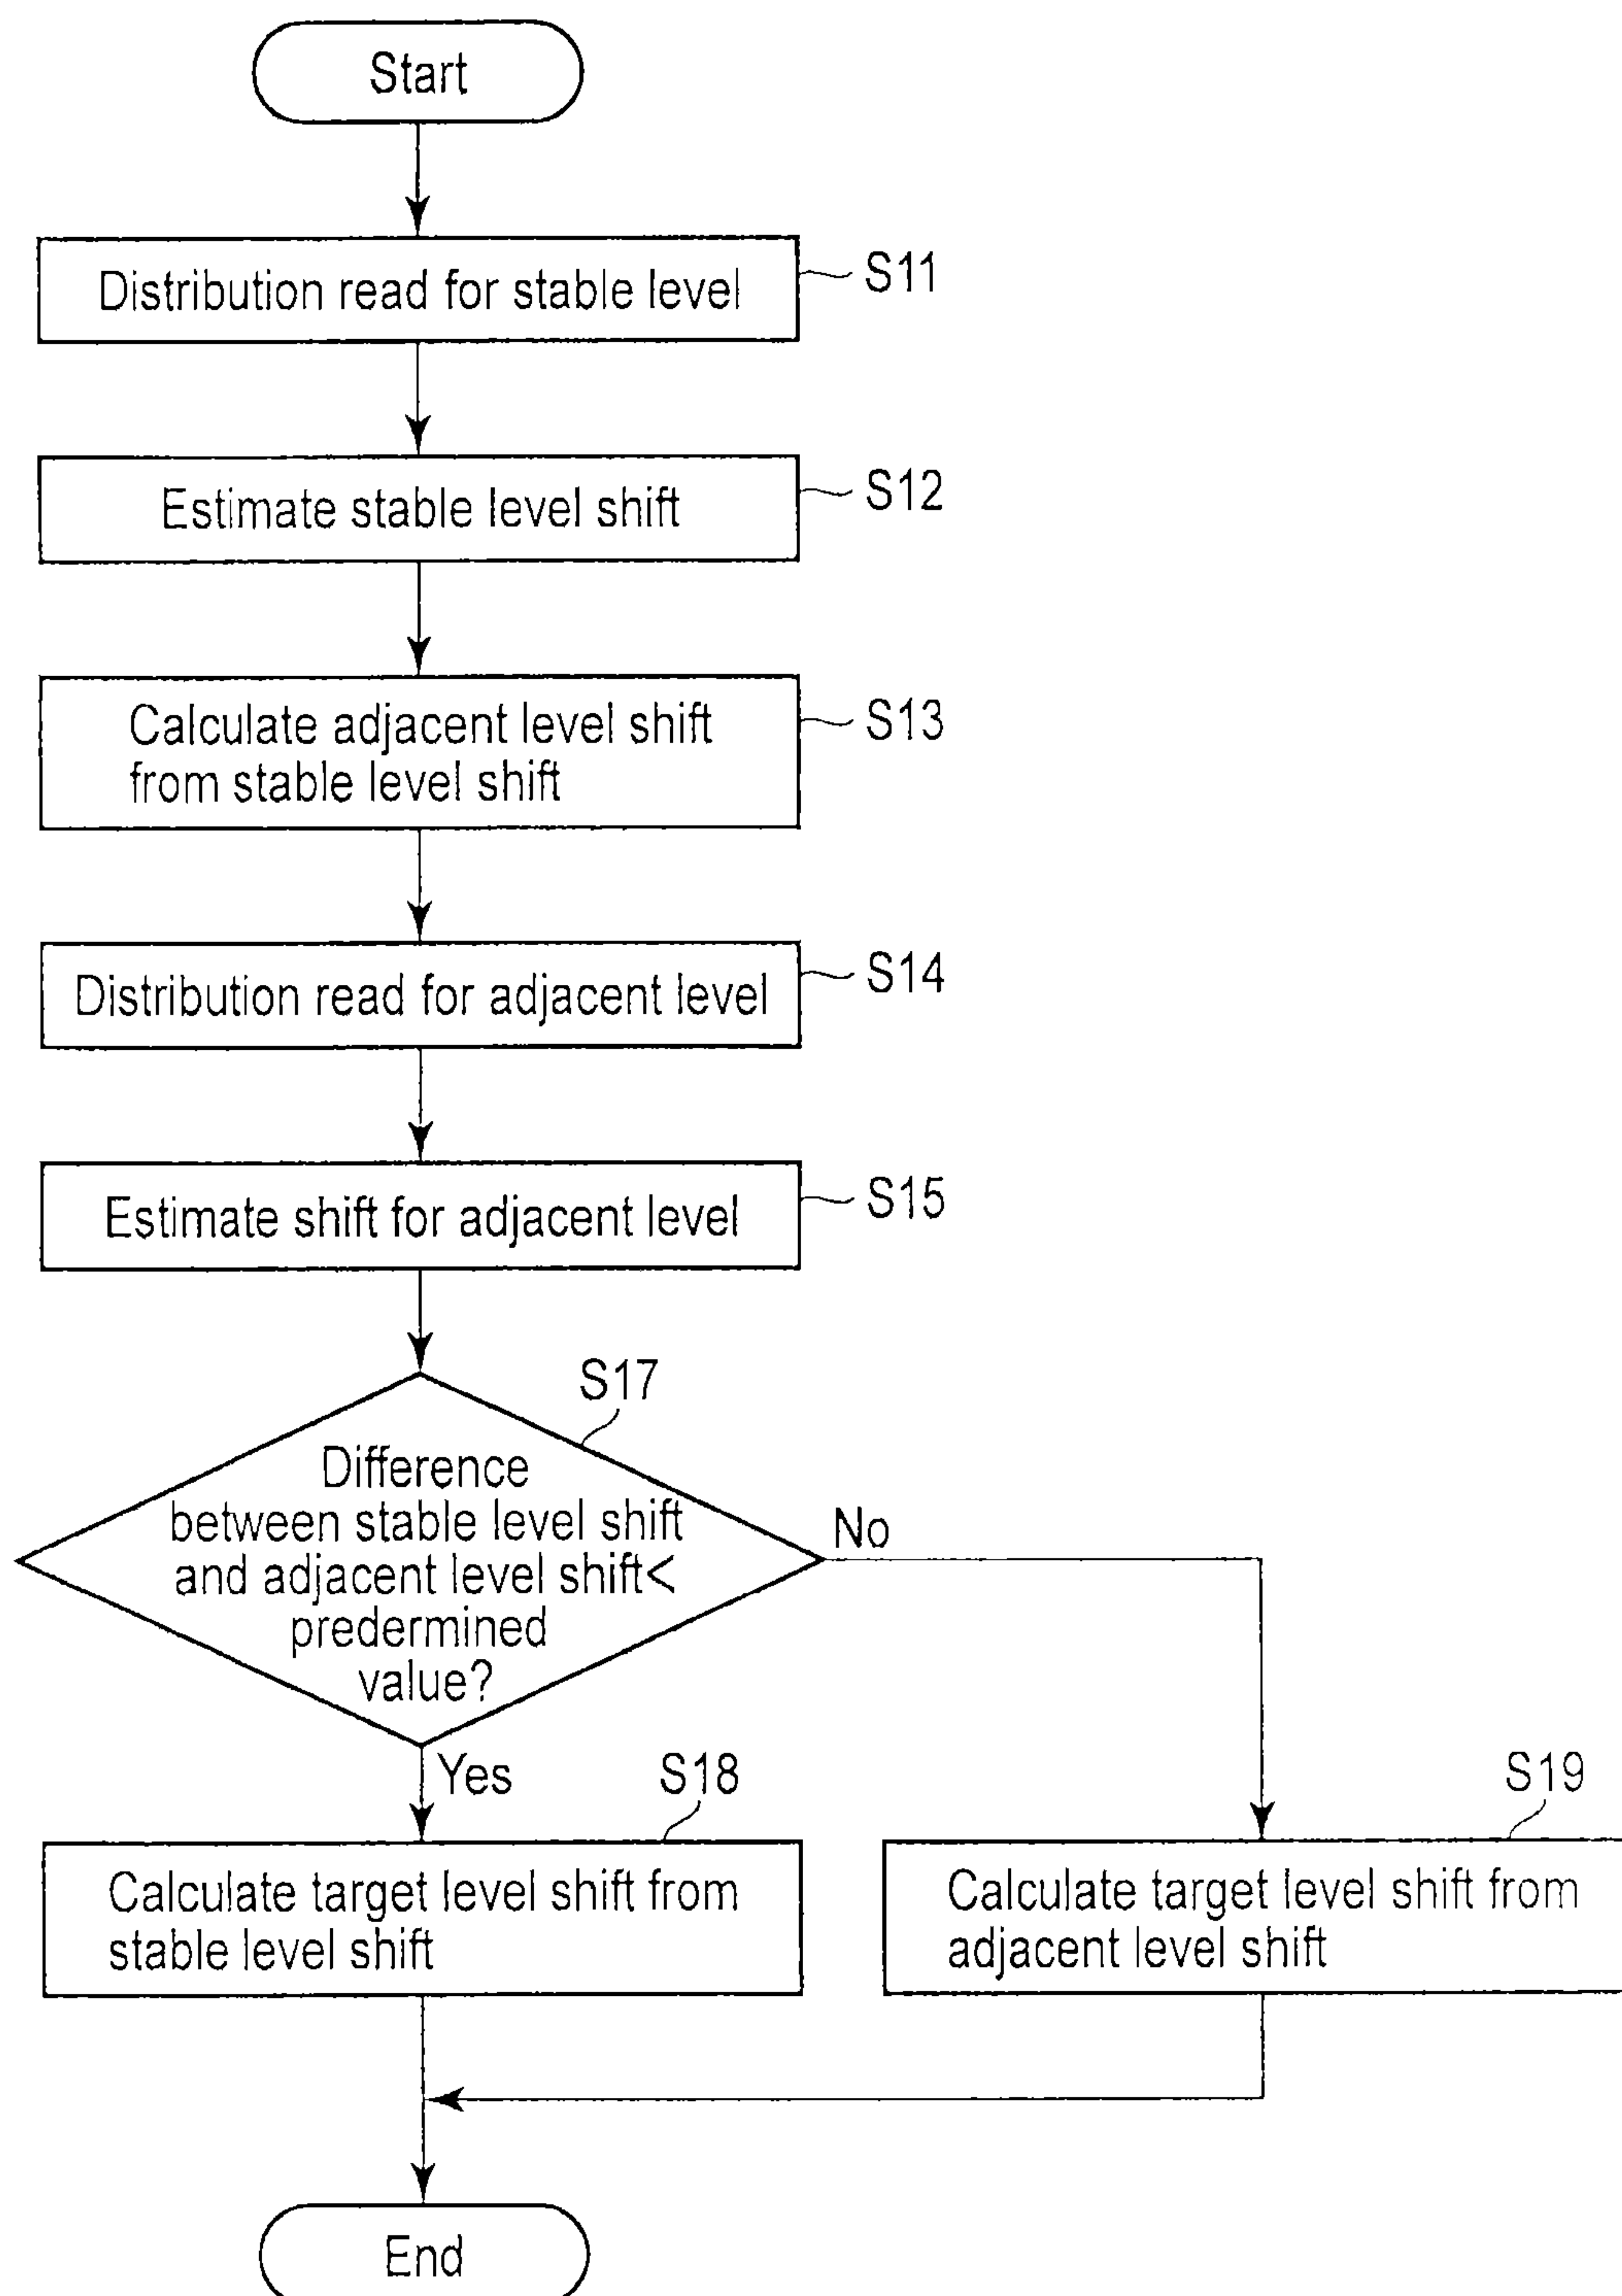 Start
Distribution read for stable level
S11
Estimate stable level shift
S12
Calculate adjacent level shift
from stable level shift
S13
Distribution read for adjacent level
S14
Estimate shift for adjacent level
S15
S17
Difference
between stable level shift
and adjacent level shift<
predermined
value?
No
Yes
S18
Calculate target level shift from
stable level shift
S19
Calculate target level shift from
adjacent level shift
End